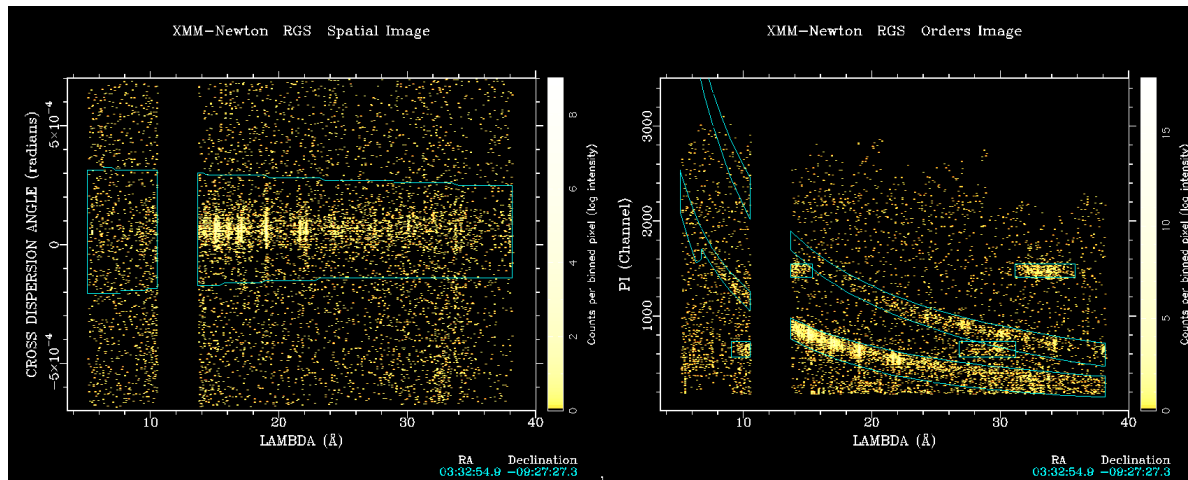 XMM-Newton RGS Spatial Image
CROSS DISPERSION ANGLE (radians)
5×10⁻⁴
0
−5×10⁻⁴
10
20
30
40
LAMBDA (Å)
8
6
4
2
0
Counts per binned pixel (log intensity)
RA Declination
03:32:54.9 −09:27:27.3
XMM-Newton RGS Orders Image
PI (Channel)
3000
2000
1000
10
20
30
40
LAMBDA (Å)
15
10
5
0
Counts per binned pixel (log intensity)
RA Declination
03:32:54.9 −09:27:27.3